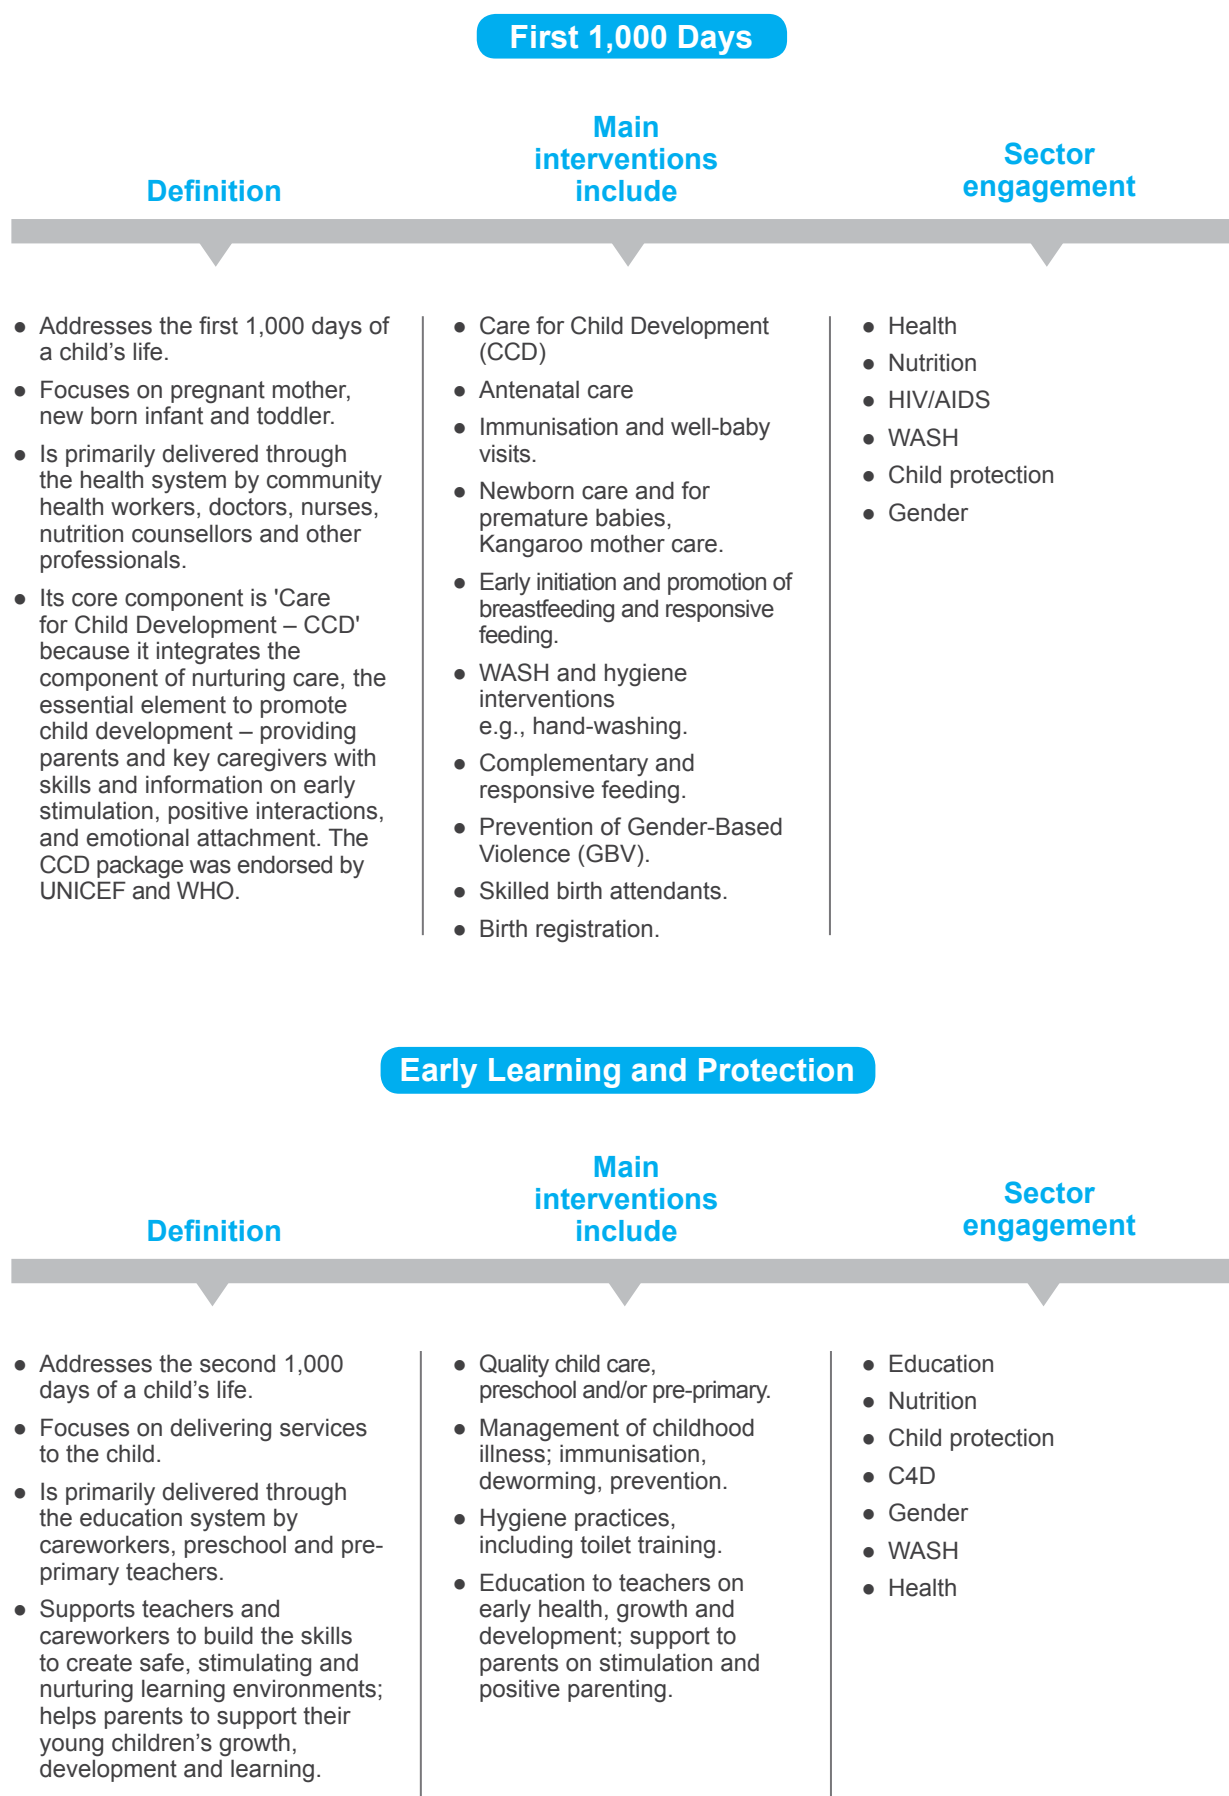 First 1,000 Days
Definition
Main
interventions
include
Sector
engagement
● Addresses the first 1,000 days of
a child’s life.
● Focuses on pregnant mother,
new born infant and toddler.
● Is primarily delivered through
the health system by community
health workers, doctors, nurses,
nutrition counsellors and other
professionals.
● Its core component is 'Care
for Child Development – CCD'
because it integrates the
component of nurturing care, the
essential element to promote
child development – providing
parents and key caregivers with
skills and information on early
stimulation, positive interactions,
and emotional attachment. The
CCD package was endorsed by
UNICEF and WHO.
● Care for Child Development
(CCD)
● Antenatal care
● Immunisation and well-baby
visits.
● Newborn care and for
premature babies,
Kangaroo mother care.
● Early initiation and promotion of
breastfeeding and responsive
feeding.
● WASH and hygiene
interventions
e.g., hand-washing.
● Complementary and
responsive feeding.
● Prevention of Gender-Based
Violence (GBV).
● Skilled birth attendants.
● Birth registration.
● Health
● Nutrition
● HIV/AIDS
● WASH
● Child protection
● Gender
Early Learning and Protection
Definition
Main
interventions
include
Sector
engagement
● Addresses the second 1,000
days of a child’s life.
● Focuses on delivering services
to the child.
● Is primarily delivered through
the education system by
careworkers, preschool and pre-
primary teachers.
● Supports teachers and
careworkers to build the skills
to create safe, stimulating and
nurturing learning environments;
helps parents to support their
young children’s growth,
development and learning.
● Quality child care,
preschool and/or pre-primary.
● Management of childhood
illness; immunisation,
deworming, prevention.
● Hygiene practices,
including toilet training.
● Education to teachers on
early health, growth and
development; support to
parents on stimulation and
positive parenting.
● Education
● Nutrition
● Child protection
● C4D
● Gender
● WASH
● Health